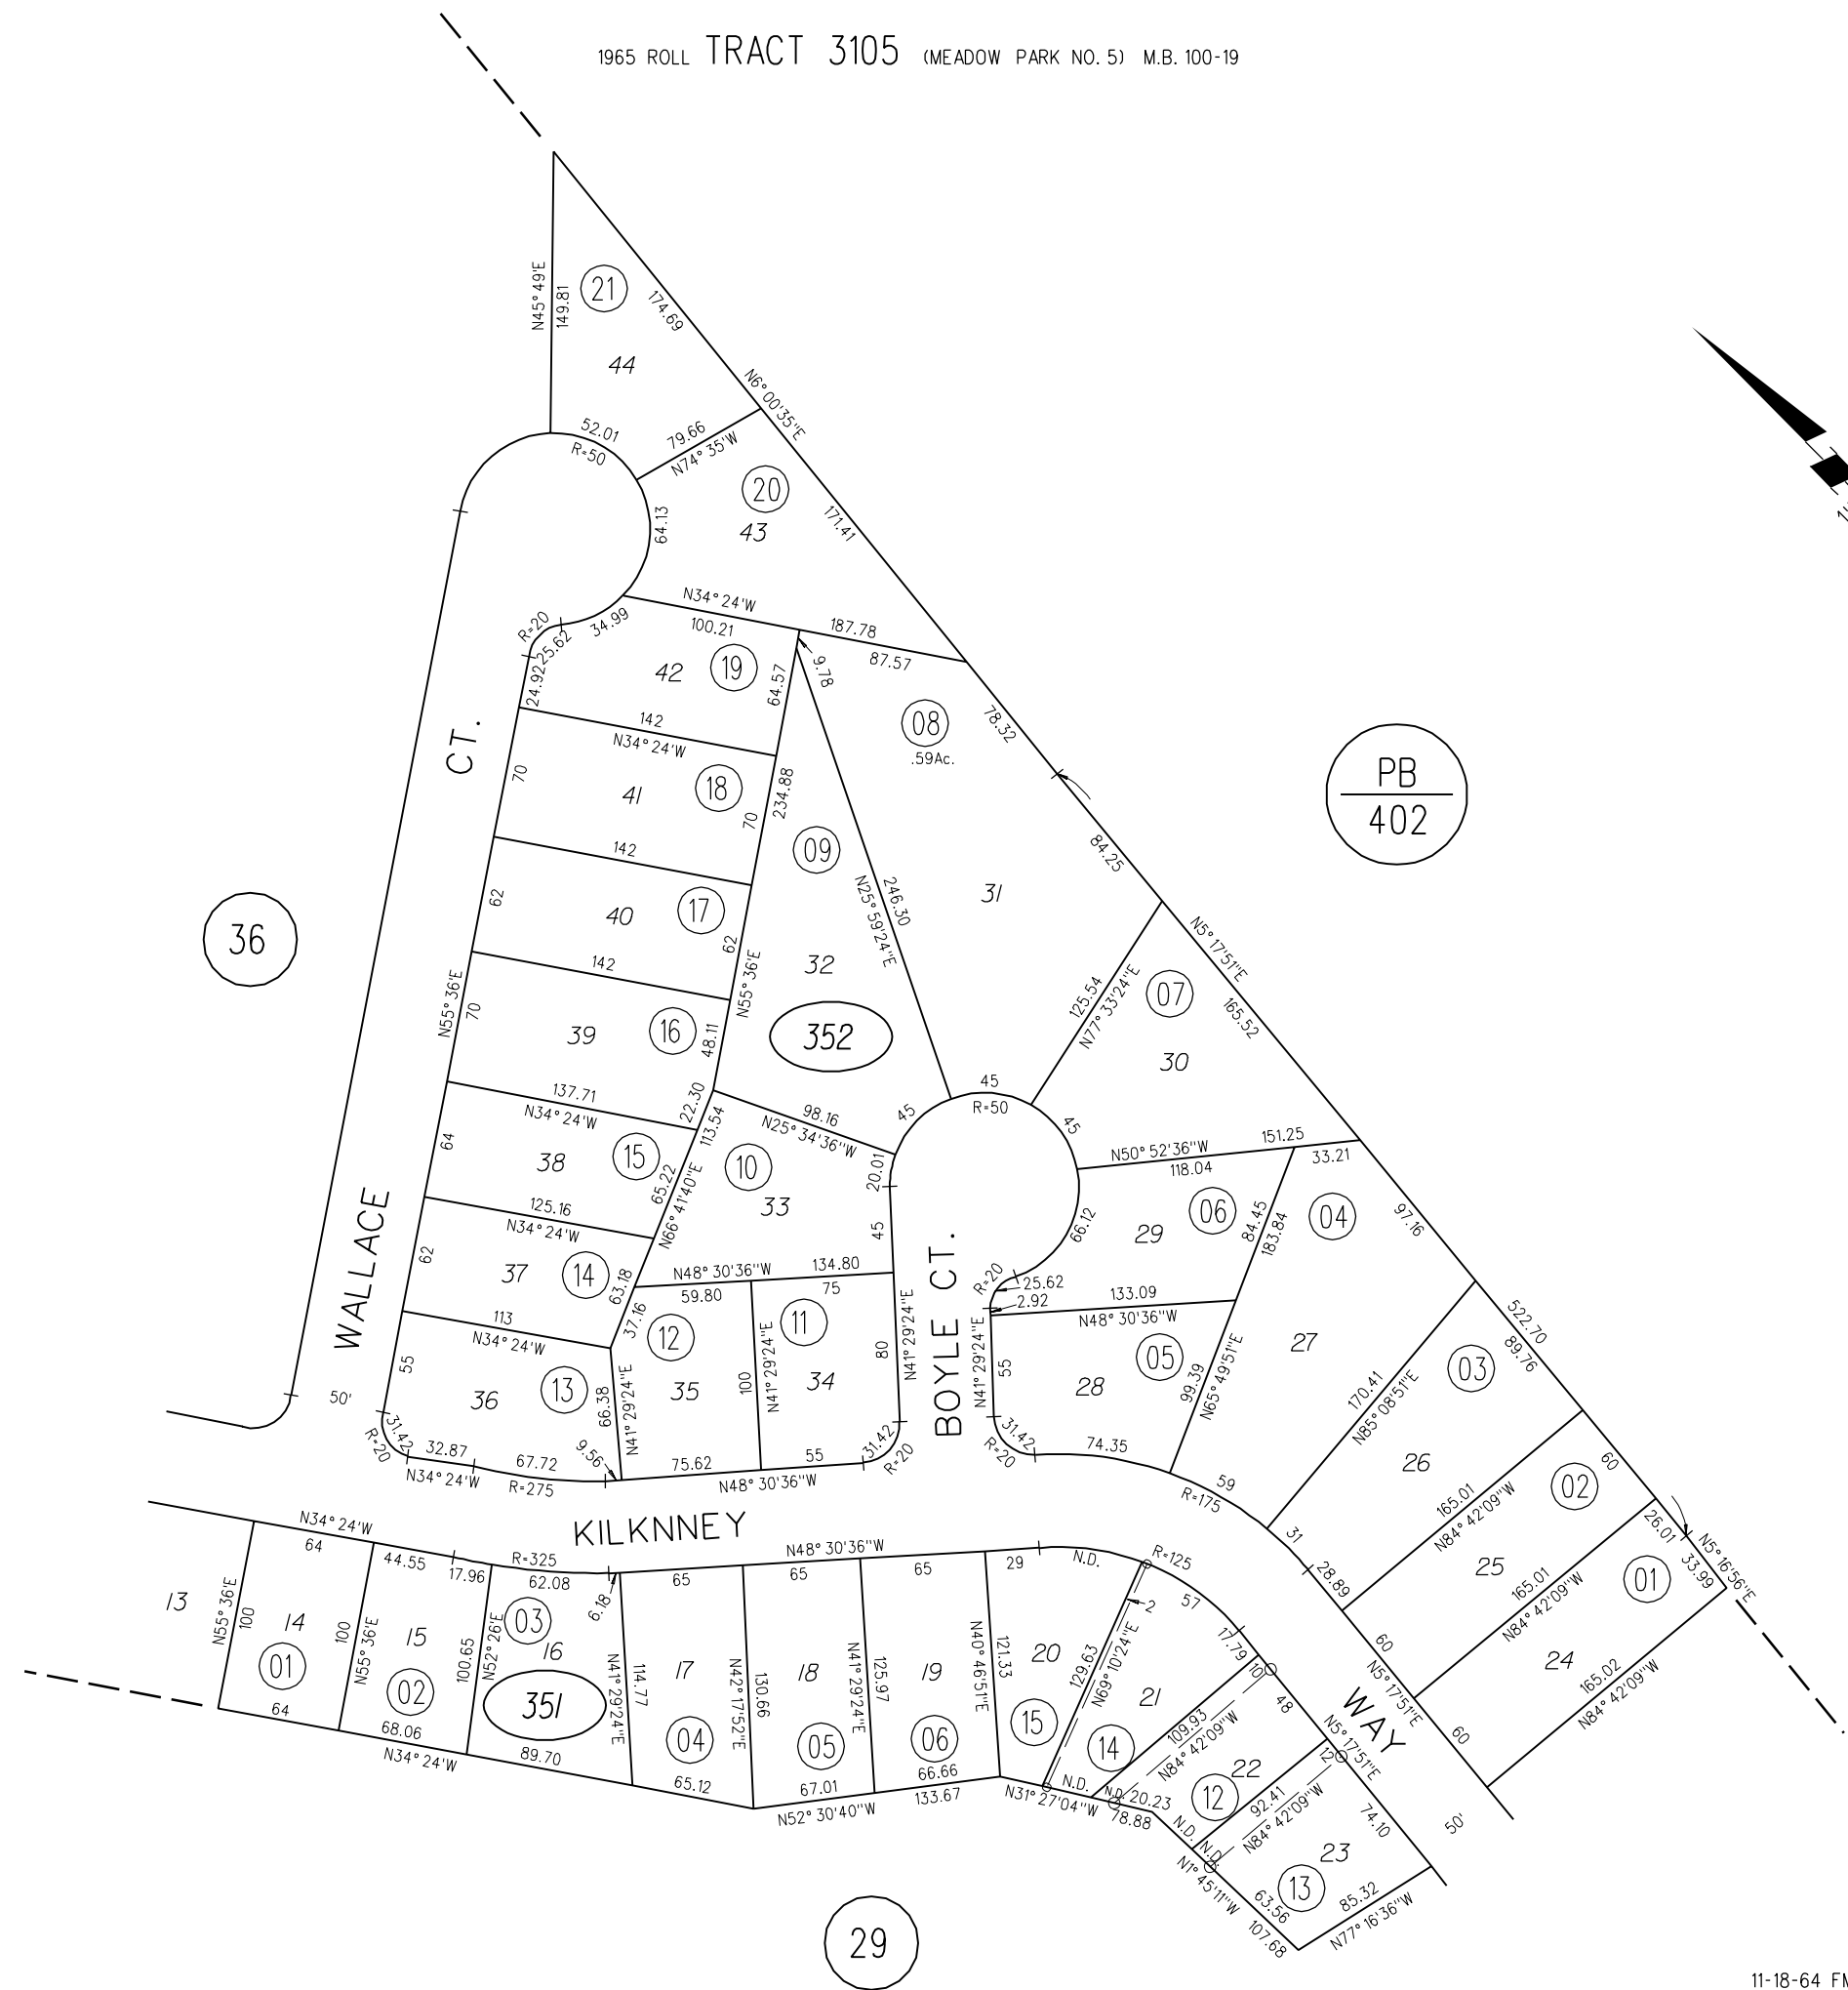 1965 ROLL TRACT 3105 (MEADOW PARK NO. 5) M.B. 100-19
N45°49'E
149.81
21
174.69
44
N6°00'35"E
52.01
R=50
79.66
N74°35'W
20
43
64.13
171.41
N34°24'W
100.21
187.78
87.57
R=20
25.62
34.99
24.92
42
19
64.57
9.78
08
.59Ac.
78.32
142
N34°24'W
CT.
70
41
18
70
234.88
PB
402
84.25
09
142
36
62
40
17
62
246.30
N25°59'24"E
31
N5°17'51"E
165.52
142
32
N55°36'E
N55°36'E
70
39
16
48.11
352
125.54
N77°33'24"E
07
30
137.71
N34°24'W
22.30
113.54
98.16
N25°34'36"W
45
45
R=50
45
64
38
15
65.22
N66°41'40"E
10
33
20.01
N50°52'36"W
118.04
151.25
33.21
125.16
N34°24'W
WALLACE
62
37
14
63.18
45
BOYLE CT.
66.12
29
06
84.45
183.84
04
97.16
N48°30'36"W
59.80
134.80
75
R=20
25.62
2.92
133.09
N48°30'36"W
113
N34°24'W
37.16
12
11
N41°29'24"E
80
N41°29'24"E
55
05
28
99.39
N65°49'51"E
27
522.70
89.76
03
55
50'
36
13
66.38
N41°29'24"E
35
100
N41°29'24"E
34
170.41
N85°08'51"E
26
31.42
R=20
32.87
N34°24'W
67.72
R=275
9.56
75.62
N48°30'36"W
55
31.42
R=20
31.42
R=20
74.35
59
R=175
31
60
02
165.01
N84°42'09"W
25
26.01
33.99
N5°16'56"E
01
KILKNNEY
N34°24'W
64
44.55
17.96
R=325
62.08
6.18
N48°30'36"W
65
65
65
29
N.D.
R=125
28.89
165.01
N84°42'09"W
24
13
N55°36'E
100
14
01
100
N55°36'E
15
02
100.65
N52°26'E
03
16
351
N41°29'24"E
114.77
17
04
N42°17'52"E
130.66
18
05
N41°29'24"E
125.97
19
06
N40°46'51"E
121.33
20
15
129.63
N69°10'24"E
2
57
17.79
10
21
14
109.93
N84°42'09"W
48
WAY
N5°17'51"E
60
N5°17'51"E
60
165.02
N84°42'09"W
64
68.06
N34°24'W
89.70
65.12
67.01
N52°30'40"W
66.66
133.67
N.D.
N31°27'04"W
N.D.
20.23
78.88
22
12
12
92.41
N84°42'09"W
74.10
50'
N.D.
N.D.
N1°45'11"W
63.56
107.68
23
13
85.32
N77°16'36"W
29
11-18-64